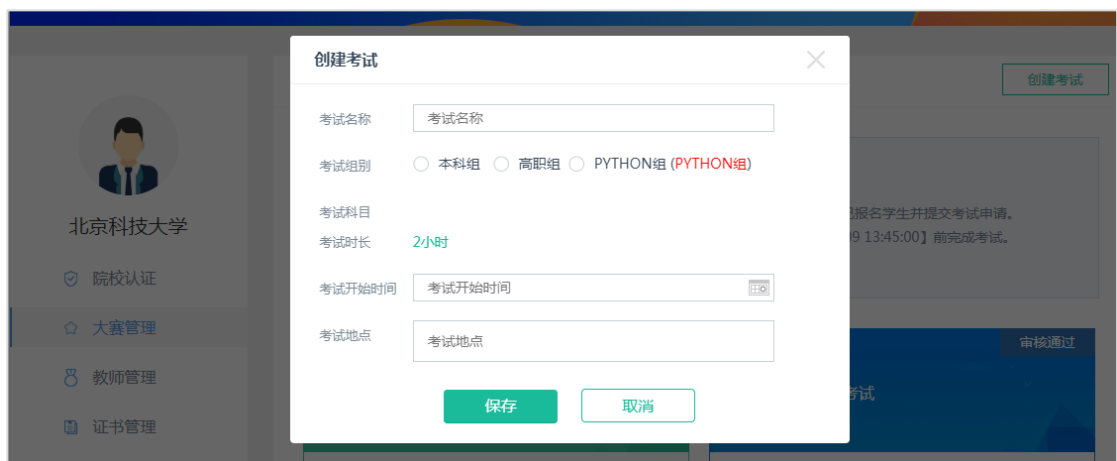 创建考试
创建考试
考试名称 考试名称
考试组别 本科组 高职组 PYTHON组 (PYTHON组)
北京科技大学
考试科目
报名学生并提交考试申请。
考试时长 2小时
09 13:45:00】前完成考试。
院校认证
考试开始时间 考试开始时间
大赛管理
考试地点 考试地点
审核通过
教师管理
考试
保存 取消
证书管理